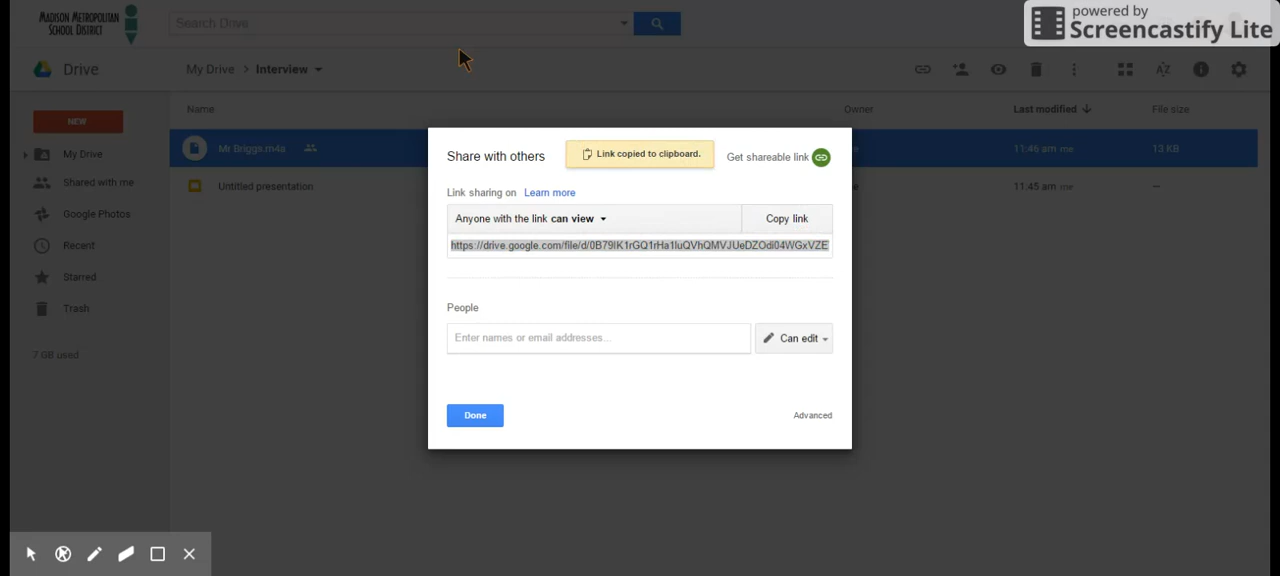 MADISON METROPOLITAN
SCHOOL DISTRICT
Search Drive
powered by
Screencastify Lite
Drive
My Drive > Interview
Name
Owner
Last modified
File size
NEW
My Drive
Shared with me
Google Photos
Recent
Starred
Trash
7 GB used
Mr Briggs.m4a
11:46 am me
13 KB
Untitled presentation
11:45 am me
—
Share with others
Link copied to clipboard.
Get shareable link
Link sharing on Learn more
Anyone with the link can view
Copy link
People
Enter names or email addresses...
Can edit
Done
Advanced